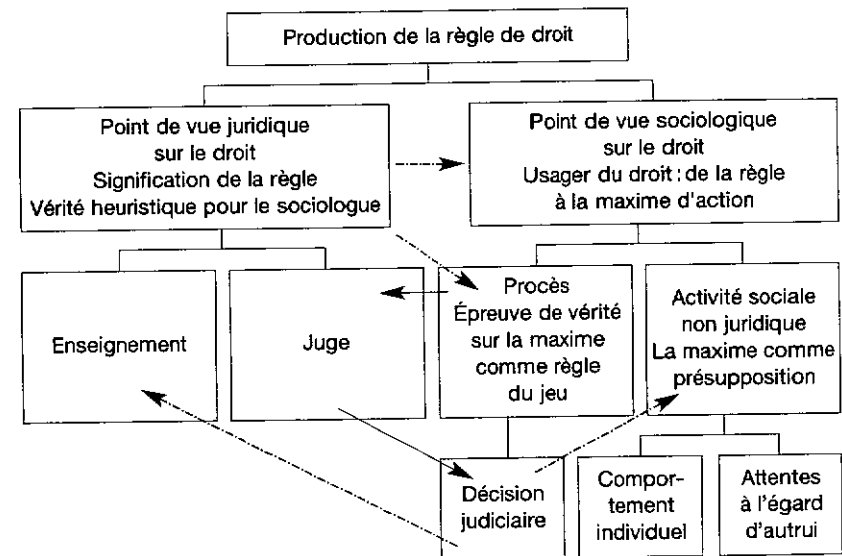 Production de la règle de droit
Point de vue juridique
sur le droit
Signification de la règle
Vérité heuristique pour le sociologue
Point de vue sociologique
sur le droit
Usager du droit : de la règle
à la maxime d'action
Enseignement
Juge
Procès
Épreuve de vérité
sur la maxime
comme règle
du jeu
Activité sociale
non juridique
La maxime comme
présupposition
Décision
judiciaire
Compor-
tement
individuel
Attentes
à l'égard
d'autrui